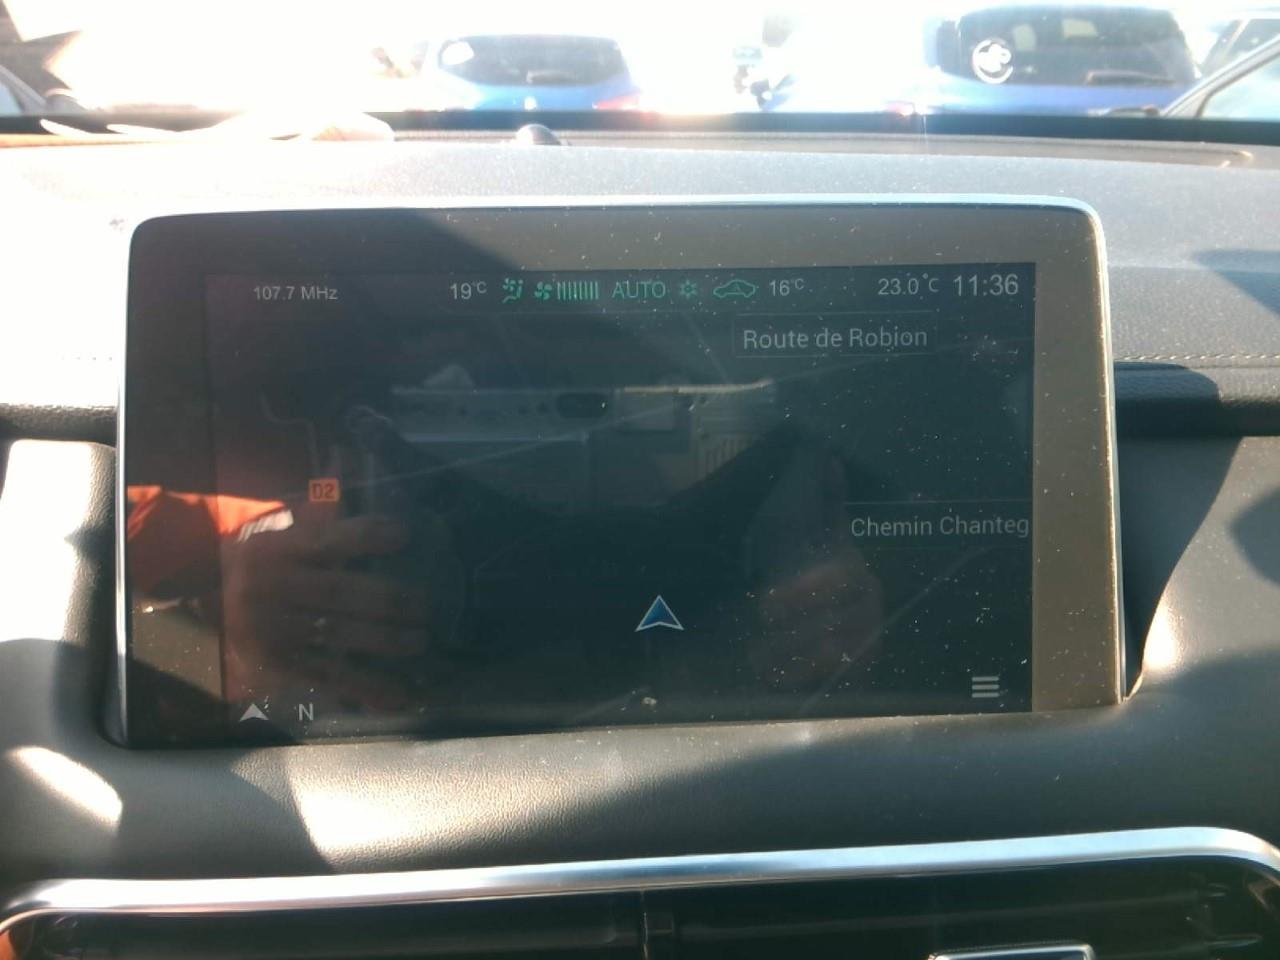 107.7 MHz 19°C AUTO 16°C 23.0°C 11:36
Route de Robion
D2
Chemin Chanteg
N